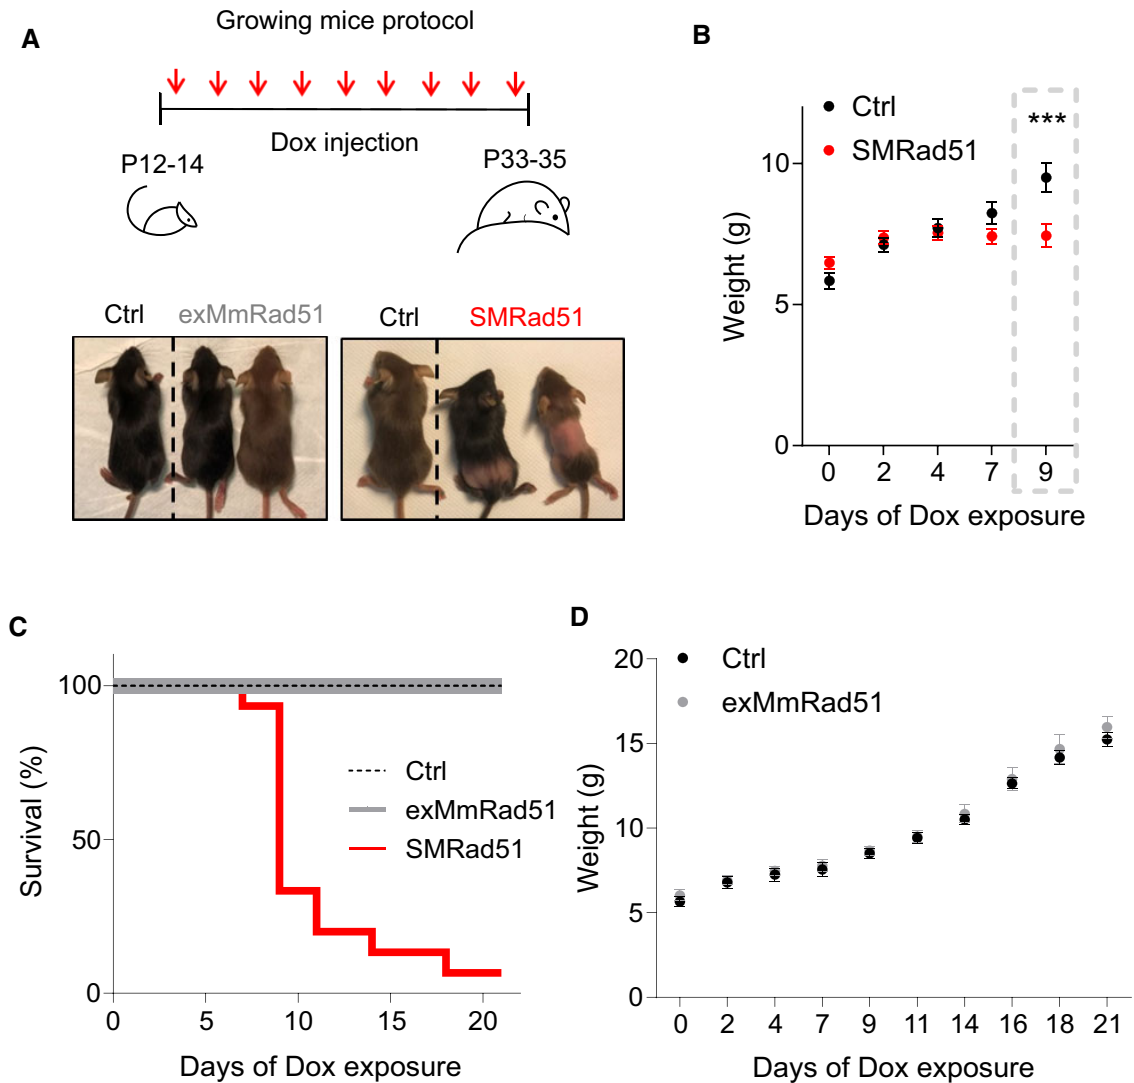 A
Growing mice protocol
Dox injection
P12-14
P33-35
Ctrl
exMmRad51
Ctrl
SMRad51
B
Ctrl
SMRad51
***
Weight (g)
10
5
0
0 2 4 7 9
Days of Dox exposure
C
Survival (%)
100
50
0
Ctrl
exMmRad51
SMRad51
0 5 10 15 20
Days of Dox exposure
D
Ctrl
exMmRad51
Weight (g)
20
15
10
5
0
0 2 4 7 9 11 14 16 18 21
Days of Dox exposure